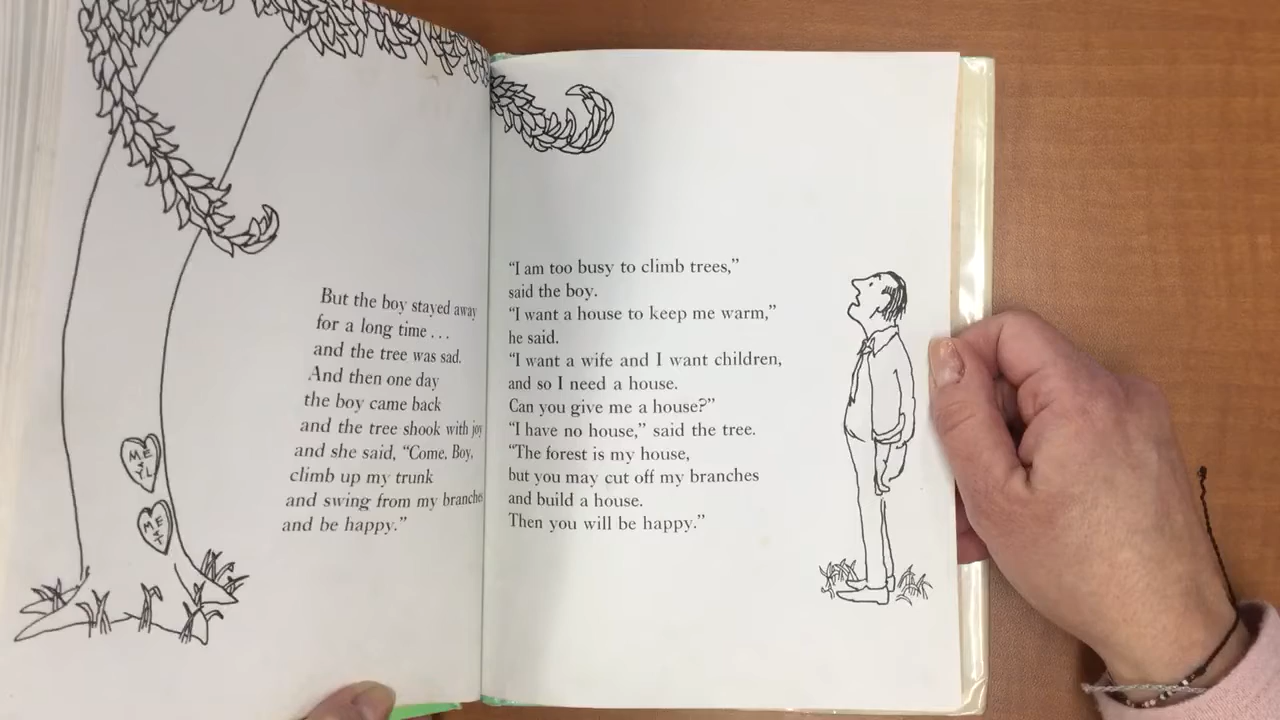 But the boy stayed away
for a long time . . .
and the tree was sad.
And then one day
the boy came back
and the tree shook with joy
and she said, “Come, Boy,
climb up my trunk
and swing from my branches
and be happy.”
M.E.
+
Y.L.
M.E.
+
T.
“I am too busy to climb trees,”
said the boy.
“I want a house to keep me warm,”
he said.
“I want a wife and I want children,
and so I need a house.
Can you give me a house?”
“I have no house,” said the tree.
“The forest is my house,
but you may cut off my branches
and build a house.
Then you will be happy.”